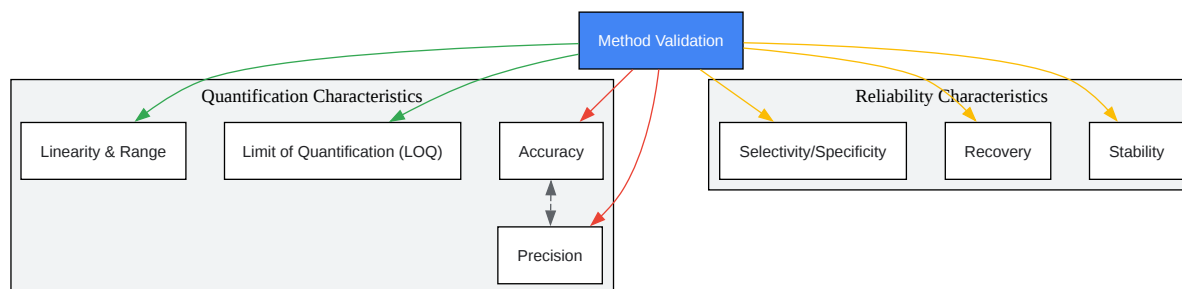 Method Validation
Quantification Characteristics
Reliability Characteristics
Linearity & Range
Limit of Quantification (LOQ)
Accuracy
Selectivity/Specificity
Recovery
Stability
Precision